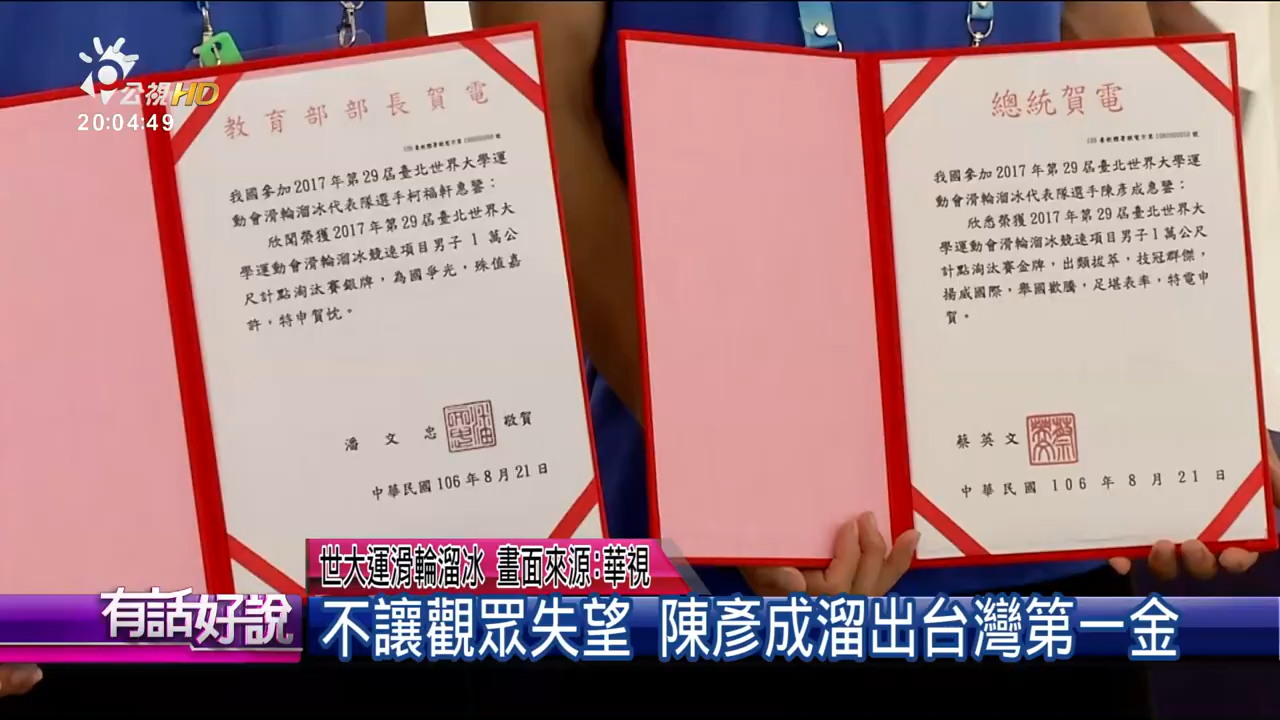 公視HD
20:04:49
教育部部長賀電
我國參加2017年第29屆臺北世界大學運
動會滑輪溜冰代表隊選手柯福軒惠鑒：
欣聞榮獲2017年第29屆臺北世界大
學運動會滑輪溜冰競速項目男子1萬公
尺計點淘汰賽銀牌，為國爭光，殊值嘉
許，特申賀忱。
潘文忠
敬賀
中華民國106年8月21日
總統賀電
我國參加2017年第29屆臺北世界大學運
動會滑輪溜冰代表隊選手陳彥成惠鑒：
欣悉榮獲2017年第29屆臺北世界大
學運動會滑輪溜冰競速項目男子1萬公尺
計點淘汰賽金牌，出類拔萃，技冠群傑，
揚威國際，舉國歡騰，足堪表率，特電申
賀。
蔡英文
中華民國106年8月21日
世大運滑輪溜冰 畫面來源：華視
有話好說
不讓觀眾失望 陳彥成溜出台灣第一金